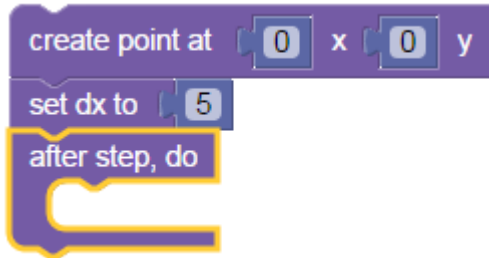 create point at 0 x 0 y
set dx to 5
after step, do